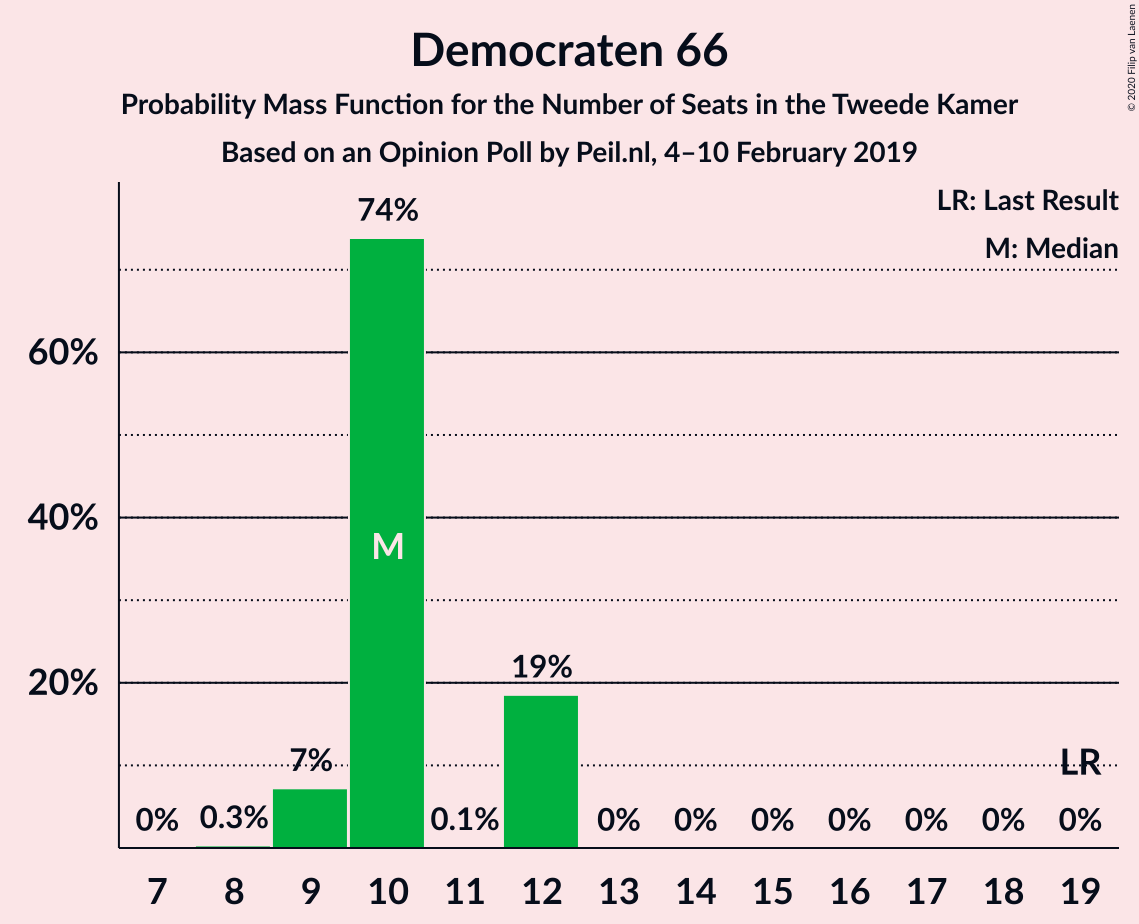 Democraten 66
Probability Mass Function for the Number of Seats in the Tweede Kamer
Based on an Opinion Poll by Peil.nl, 4–10 February 2019
© 2020 Filip van Laenen
LR: Last Result
M: Median
74%
60%
40%
M
20%
19%
7%
LR
0% 0.3% 0.1% 0% 0% 0% 0% 0% 0% 0%
7 8 9 10 11 12 13 14 15 16 17 18 19